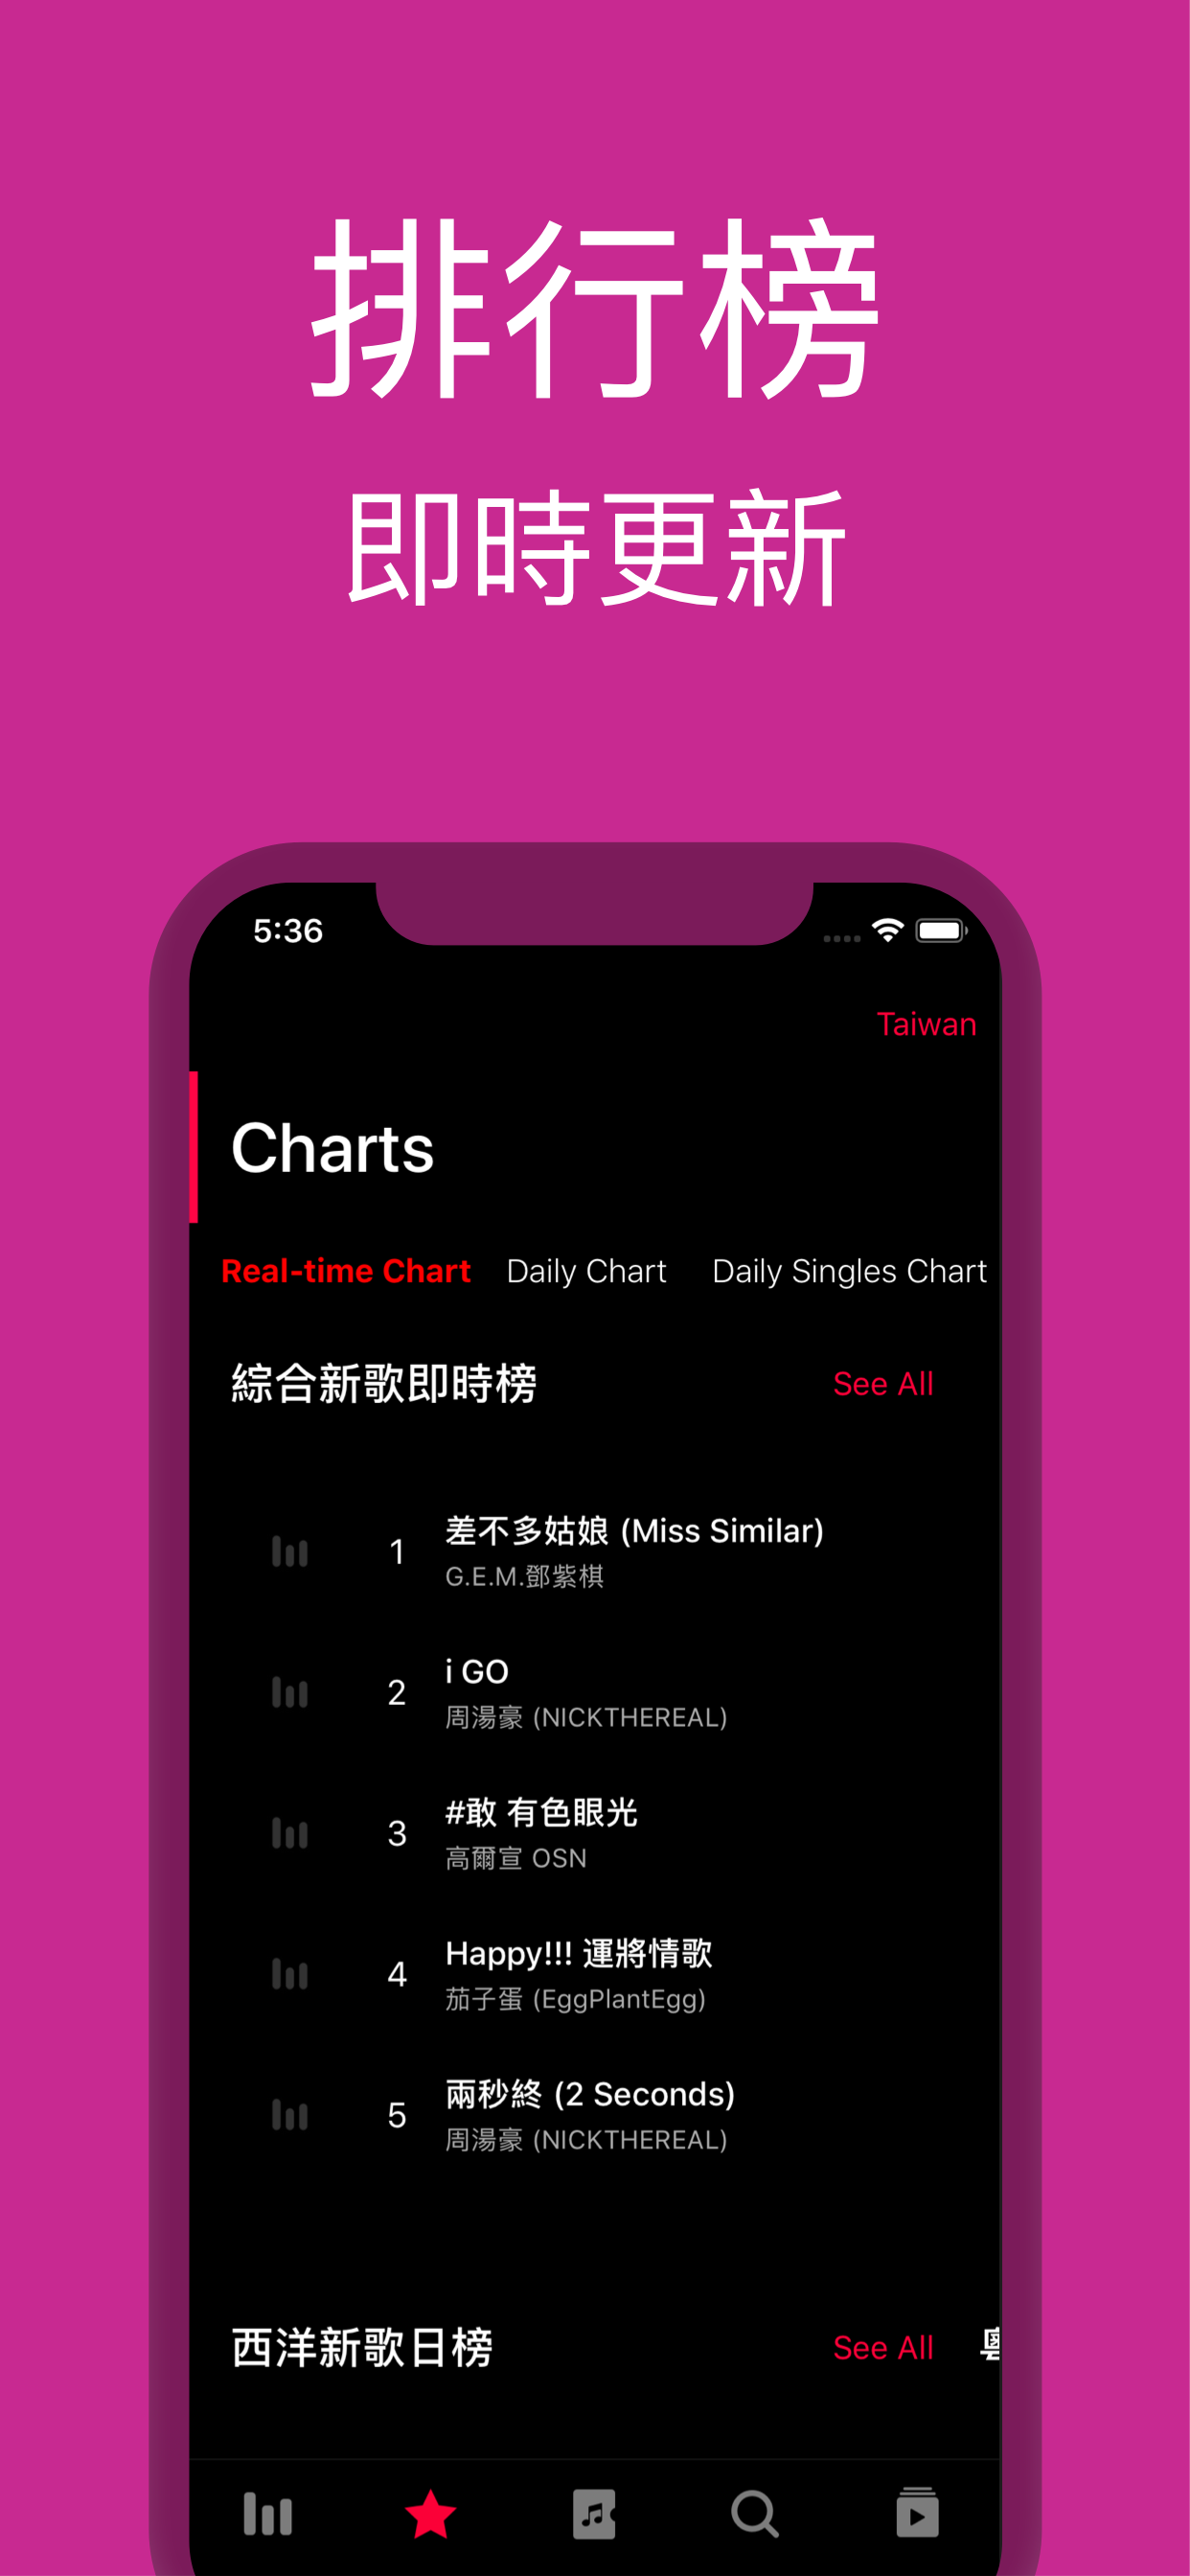 排行榜
即時更新
5:36
Taiwan
Charts
Real-time Chart Daily Chart Daily Singles Chart
綜合新歌即時榜 See All
1 差不多姑娘 (Miss Similar)
G.E.M.鄧紫棋
2 i GO
周湯豪 (NICKTHEREAL)
3 #敢 有色眼光
高爾宣 OSN
4 Happy!!! 運將情歌
茄子蛋 (EggPlantEgg)
5 兩秒終 (2 Seconds)
周湯豪 (NICKTHEREAL)
西洋新歌日榜 See All